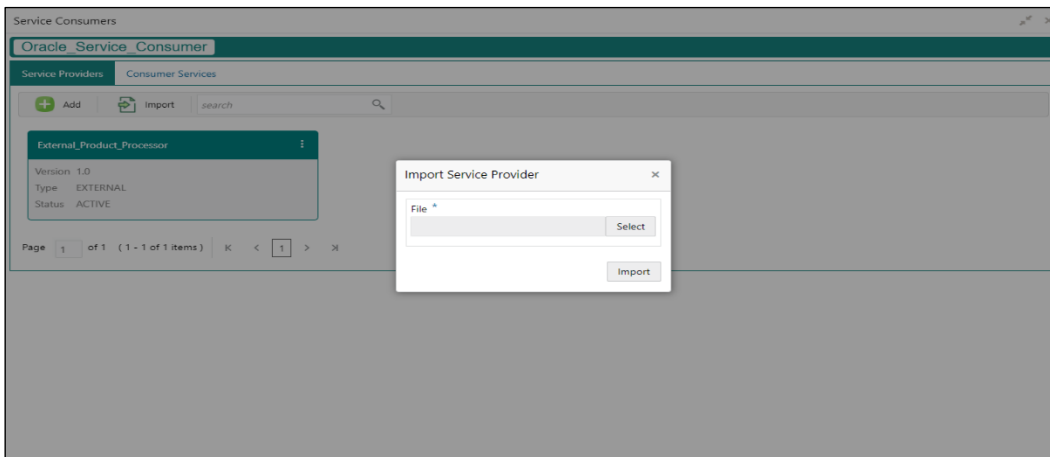 Service Consumers
Oracle_Service_Consumer
Service Providers Consumer Services
Add Import search
External_Product_Processor
Version 1.0
Type EXTERNAL
Status ACTIVE
Page 1 of 1 (1 - 1 of 1 items) K < 1 > >|
Import Service Provider ×
File *
Select
Import